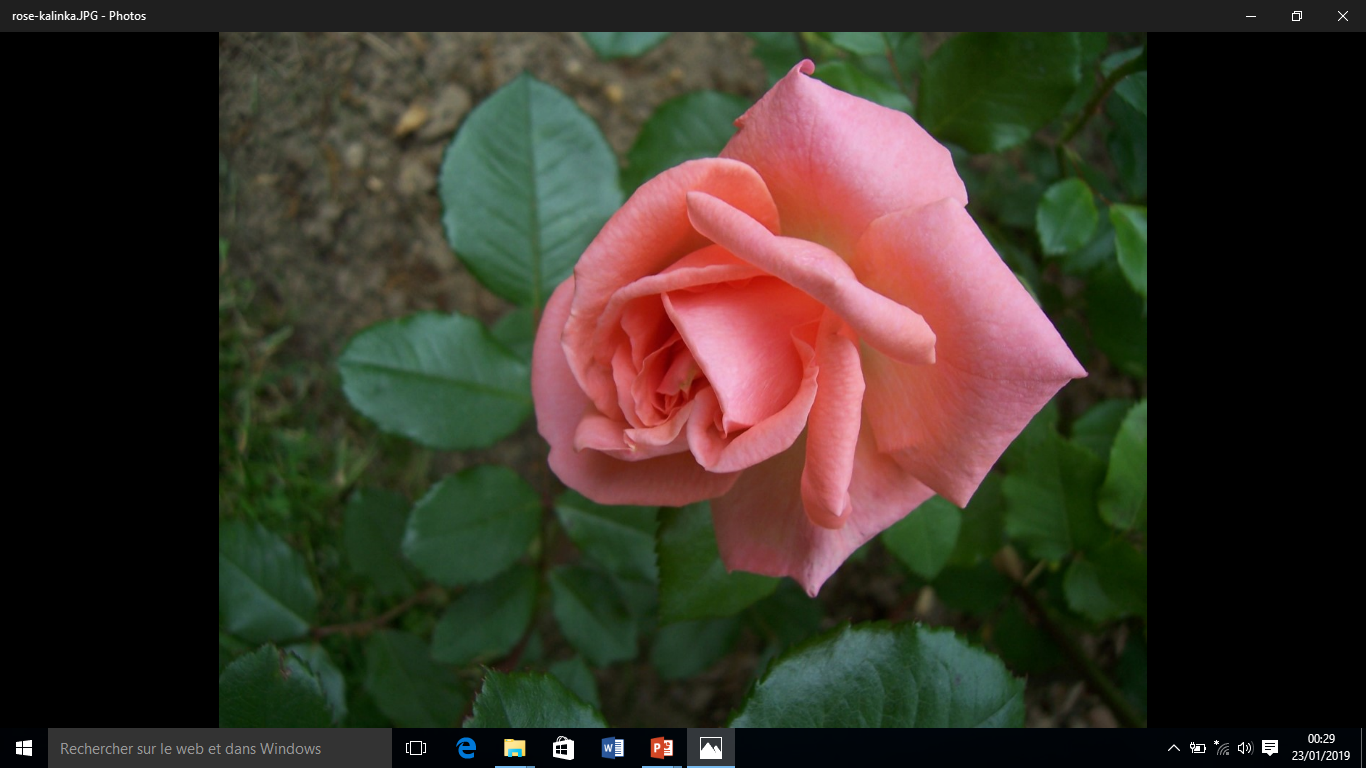 rose-kalinka.JPG - Photos
Rechercher sur le web et dans Windows
00:29
23/01/2019